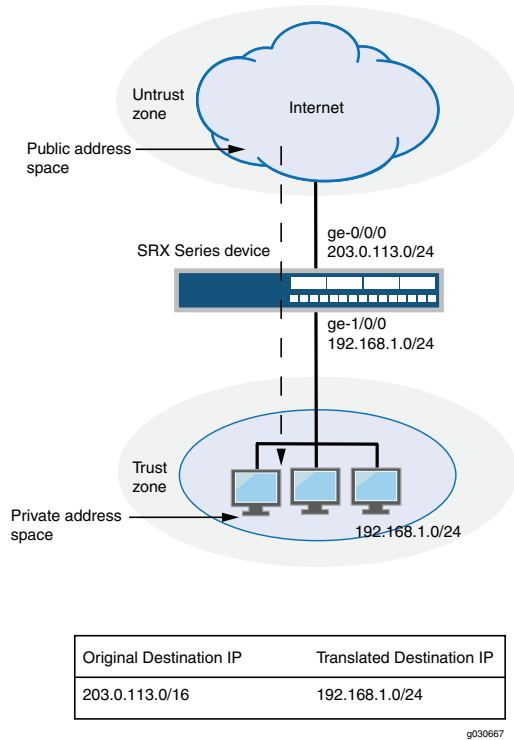 Untrust
zone
Internet
Public address
space
SRX Series device
ge-0/0/0
203.0.113.0/24
ge-1/0/0
192.168.1.0/24
Trust
zone
Private address
space
192.168.1.0/24
Original Destination IP
Translated Destination IP
203.0.113.0/16
192.168.1.0/24
g030667